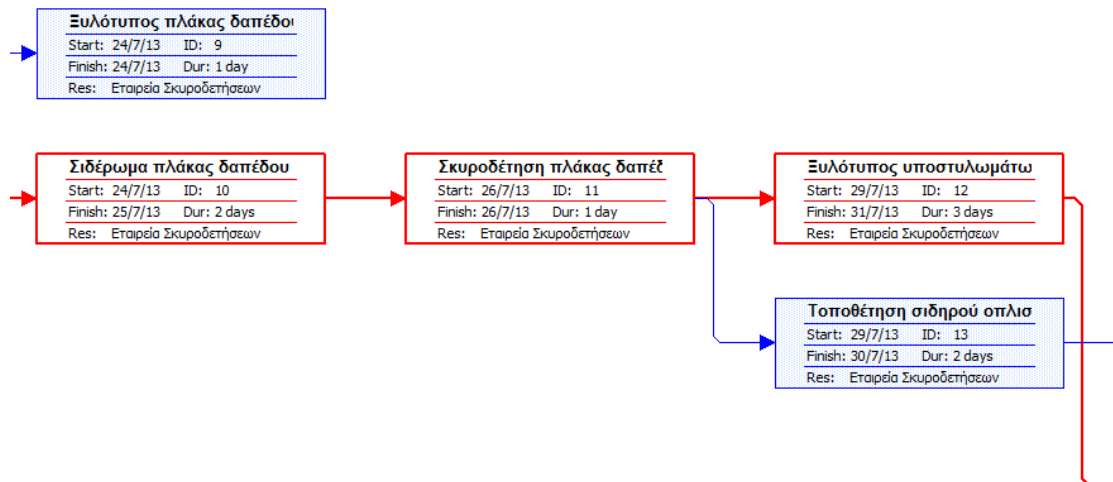 Ξυλότυπος πλάκας δαπέδου
Start: 24/7/13 ID: 9
Finish: 24/7/13 Dur: 1 day
Res: Εταιρεία Σκυροδετήσεων
Σιδέρωμα πλάκας δαπέδου
Start: 24/7/13 ID: 10
Finish: 25/7/13 Dur: 2 days
Res: Εταιρεία Σκυροδετήσεων
Σκυροδέτηση πλάκας δαπέδ
Start: 26/7/13 ID: 11
Finish: 26/7/13 Dur: 1 day
Res: Εταιρεία Σκυροδετήσεων
Ξυλότυπος υποστυλωμάτω
Start: 29/7/13 ID: 12
Finish: 31/7/13 Dur: 3 days
Res: Εταιρεία Σκυροδετήσεων
Τοποθέτηση σιδηρού οπλισ
Start: 29/7/13 ID: 13
Finish: 30/7/13 Dur: 2 days
Res: Εταιρεία Σκυροδετήσεων